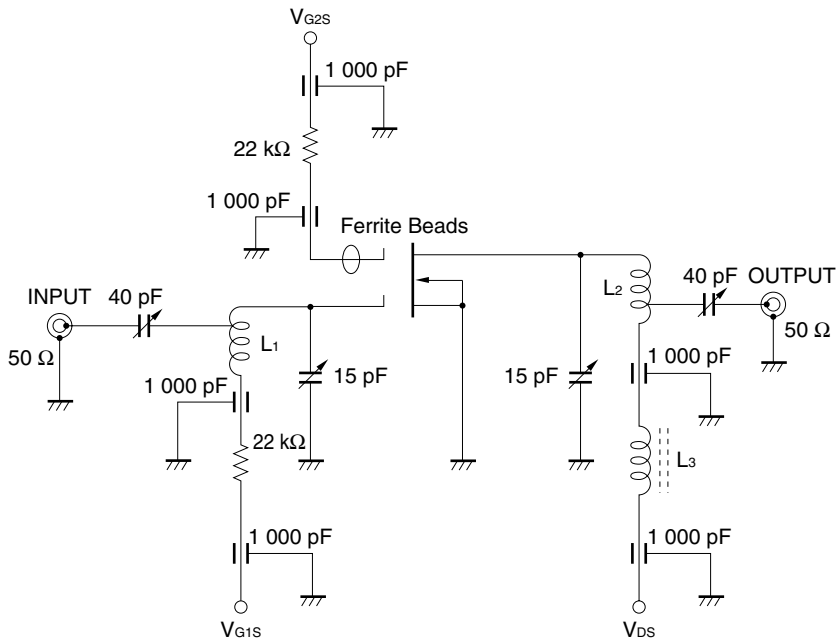 VG2S
1 000 pF
22 kΩ
1 000 pF
Ferrite Beads
INPUT
40 pF
50 Ω
L1
15 pF
1 000 pF
22 kΩ
1 000 pF
VG1S
L2
40 pF
OUTPUT
50 Ω
15 pF
1 000 pF
L3
1 000 pF
VDS